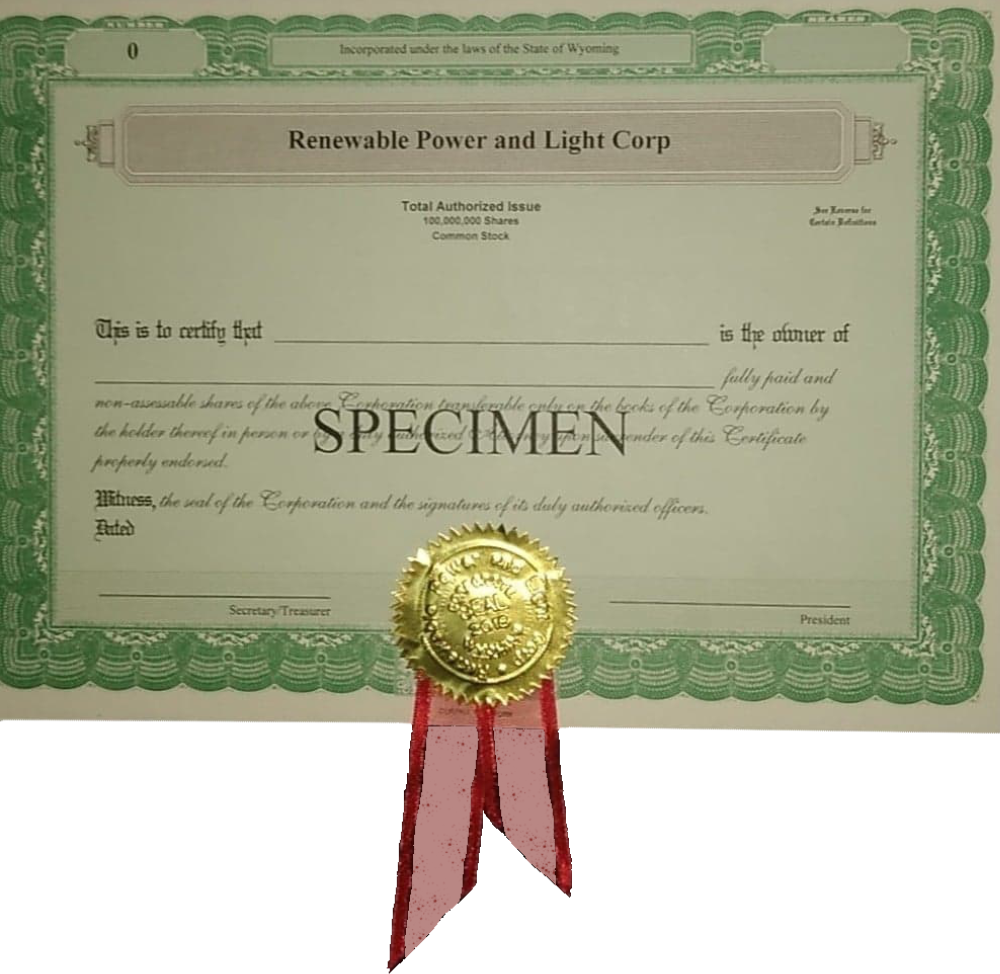 NUMBER
SHARES
0
Incorporated under the laws of the State of Wyoming
Renewable Power and Light Corp
Total Authorized Issue
100,000,000 Shares
Common Stock
See Reverse for
Certain Definitions
This is to certify that is the owner of
fully paid and
non-assessable shares of the above Corporation transferable only on the books of the Corporation by
SPECIMEN
the holder thereof in person or by duly authorized Attorney upon surrender of this Certificate
properly endorsed.
Witness, the seal of the Corporation and the signatures of its duly authorized officers.
Dated
SEAL
Secretary/Treasurer
President